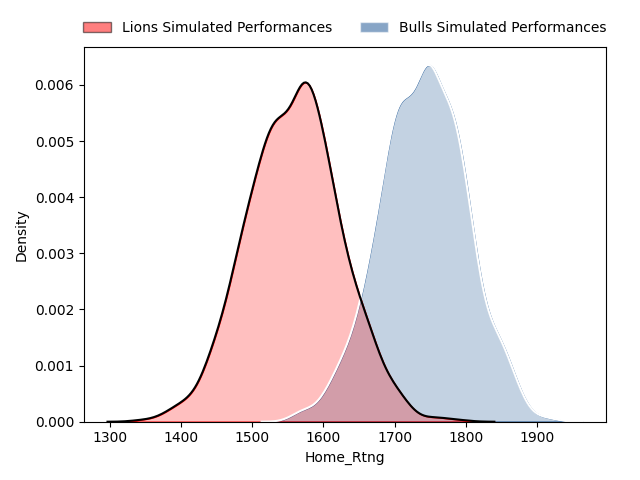 Lions Simulated Performances Bulls Simulated Performances
Density
0.006
0.005
0.004
0.003
0.002
0.001
0.000
1300 1400 1500 1600 1700 1800 1900
Home_Rtng